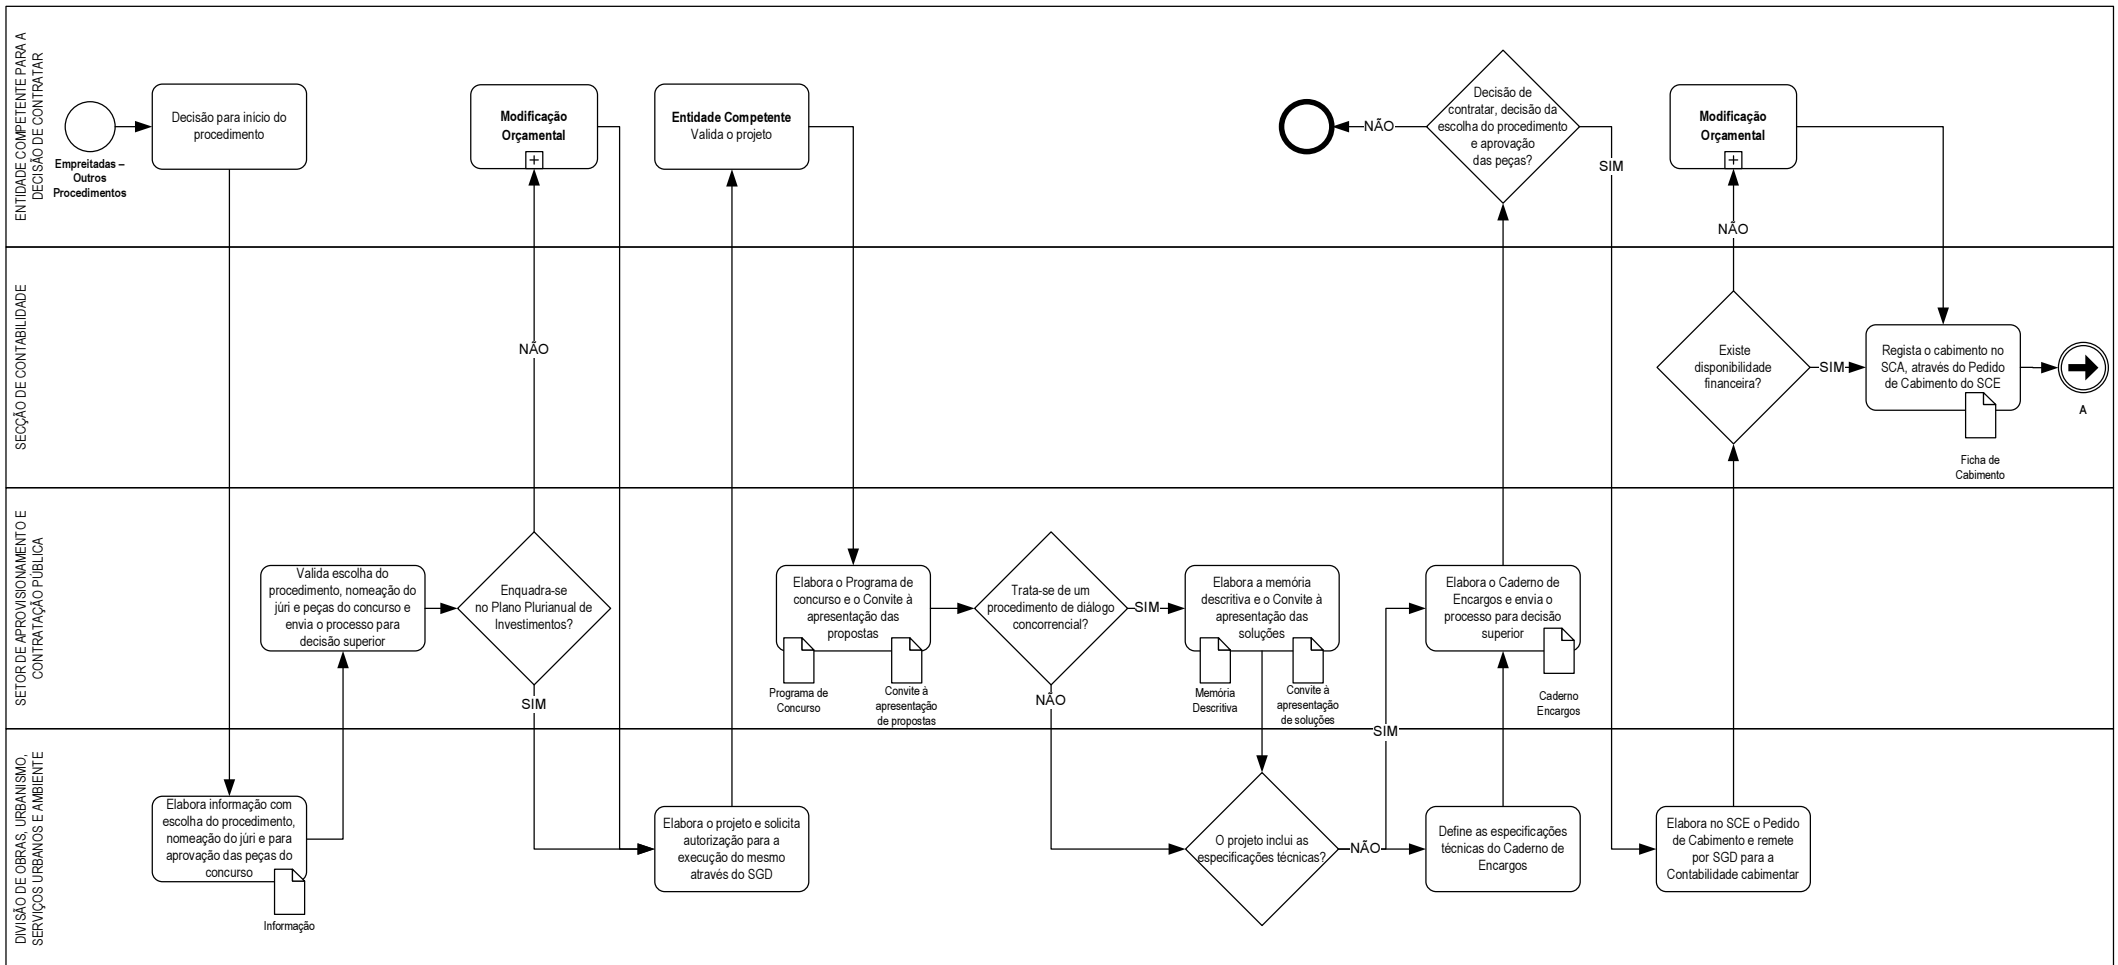 ENTIDADE COMPETENTE PARA A
DECISÃO DE CONTRATAR
Empreitadas –
Outros
Procedimentos
Decisão para início do
procedimento
Modificação
Orçamental
Entidade Competente
Valida o projeto
NÃO
Decisão de
contratar, decisão da
escolha do procedimento
e aprovação
das peças?
SIM
Modificação
Orçamental
NÃO
SECÇÃO DE CONTABILIDADE
NÃO
Existe
disponibilidade
financeira?
SIM
Regista o cabimento no
SCA, através do Pedido
de Cabimento do SCE
Ficha de
Cabimento
A
SETOR DE APROVISIONAMENTO E
CONTRATAÇÃO PÚBLICA
Valida escolha do
procedimento, nomeação do
júri e peças do concurso e
envia o processo para
decisão superior
Enquadra-se
no Plano Plurianual de
Investimentos?
SIM
Elabora o Programa de
concurso e o Convite à
apresentação das
propostas
Programa de
Concurso
Convite à
apresentação
de propostas
Trata-se de um
procedimento de diálogo
concorrencial?
SIM
NÃO
Elabora a memória
descritiva e o Convite à
apresentação das
soluções
Memória
Descritiva
Convite à
apresentação
de soluções
Elabora o Caderno de
Encargos e envia o
processo para decisão
superior
Caderno
Encargos
SIM
DIVISÃO DE OBRAS, URBANISMO,
SERVIÇOS URBANOS E AMBIENTE
Elabora informação com
escolha do procedimento,
nomeação do júri e para
aprovação das peças do
concurso
Informação
Elabora o projeto e solicita
autorização para a
execução do mesmo
através do SGD
O projeto inclui as
especificações técnicas?
NÃO
Define as especificações
técnicas do Caderno de
Encargos
Elabora no SCE o Pedido
de Cabimento e remete
por SGD para a
Contabilidade cabimentar